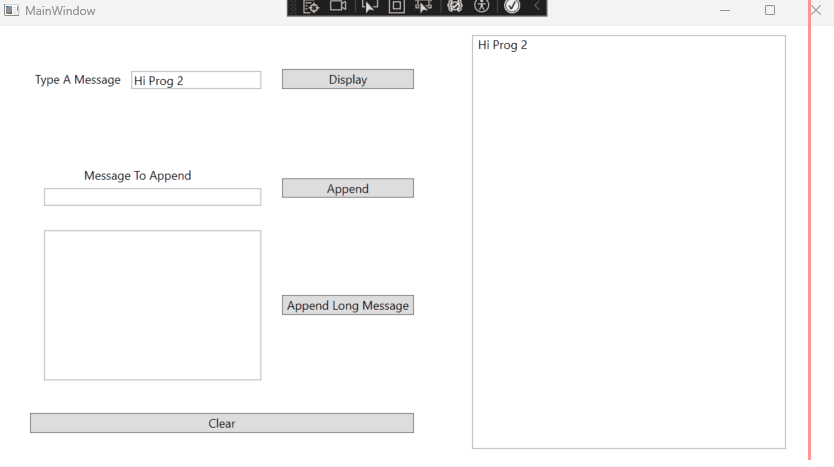 MainWindow
Type A Message
Hi Prog 2
Display
Message To Append
Append
Append Long Message
Clear
Hi Prog 2